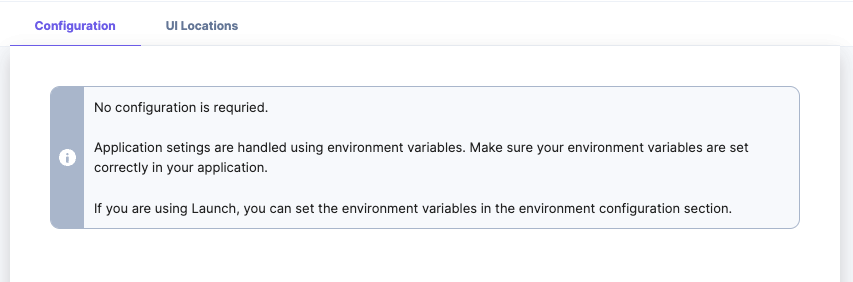 Configuration
UI Locations
No configuration is requried.
Application setings are handled using environment variables. Make sure your environment variables are set
correctly in your application.
If you are using Launch, you can set the environment variables in the environment configuration section.